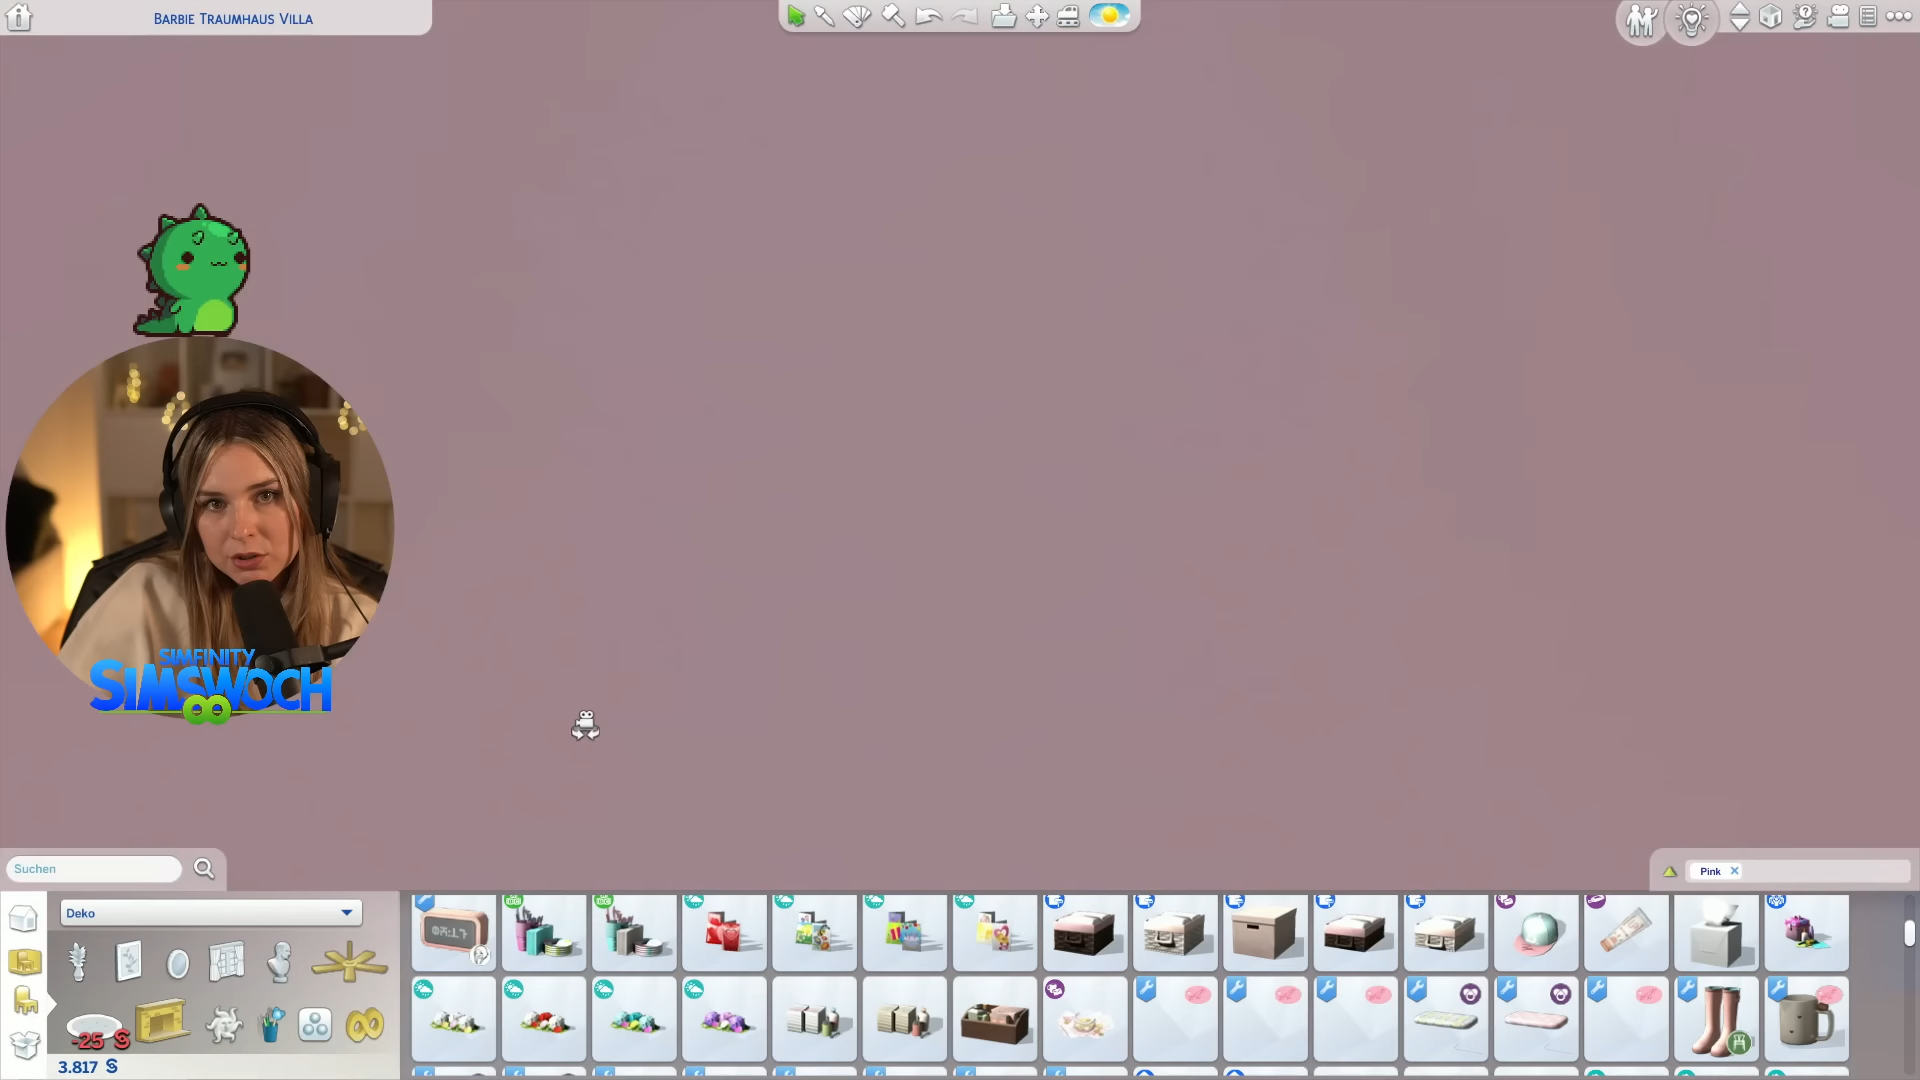 Barbie Traumhaus Villa
SIMFINITY
SIMSWOCH
Suchen
Pink
Deko
-25
3.817